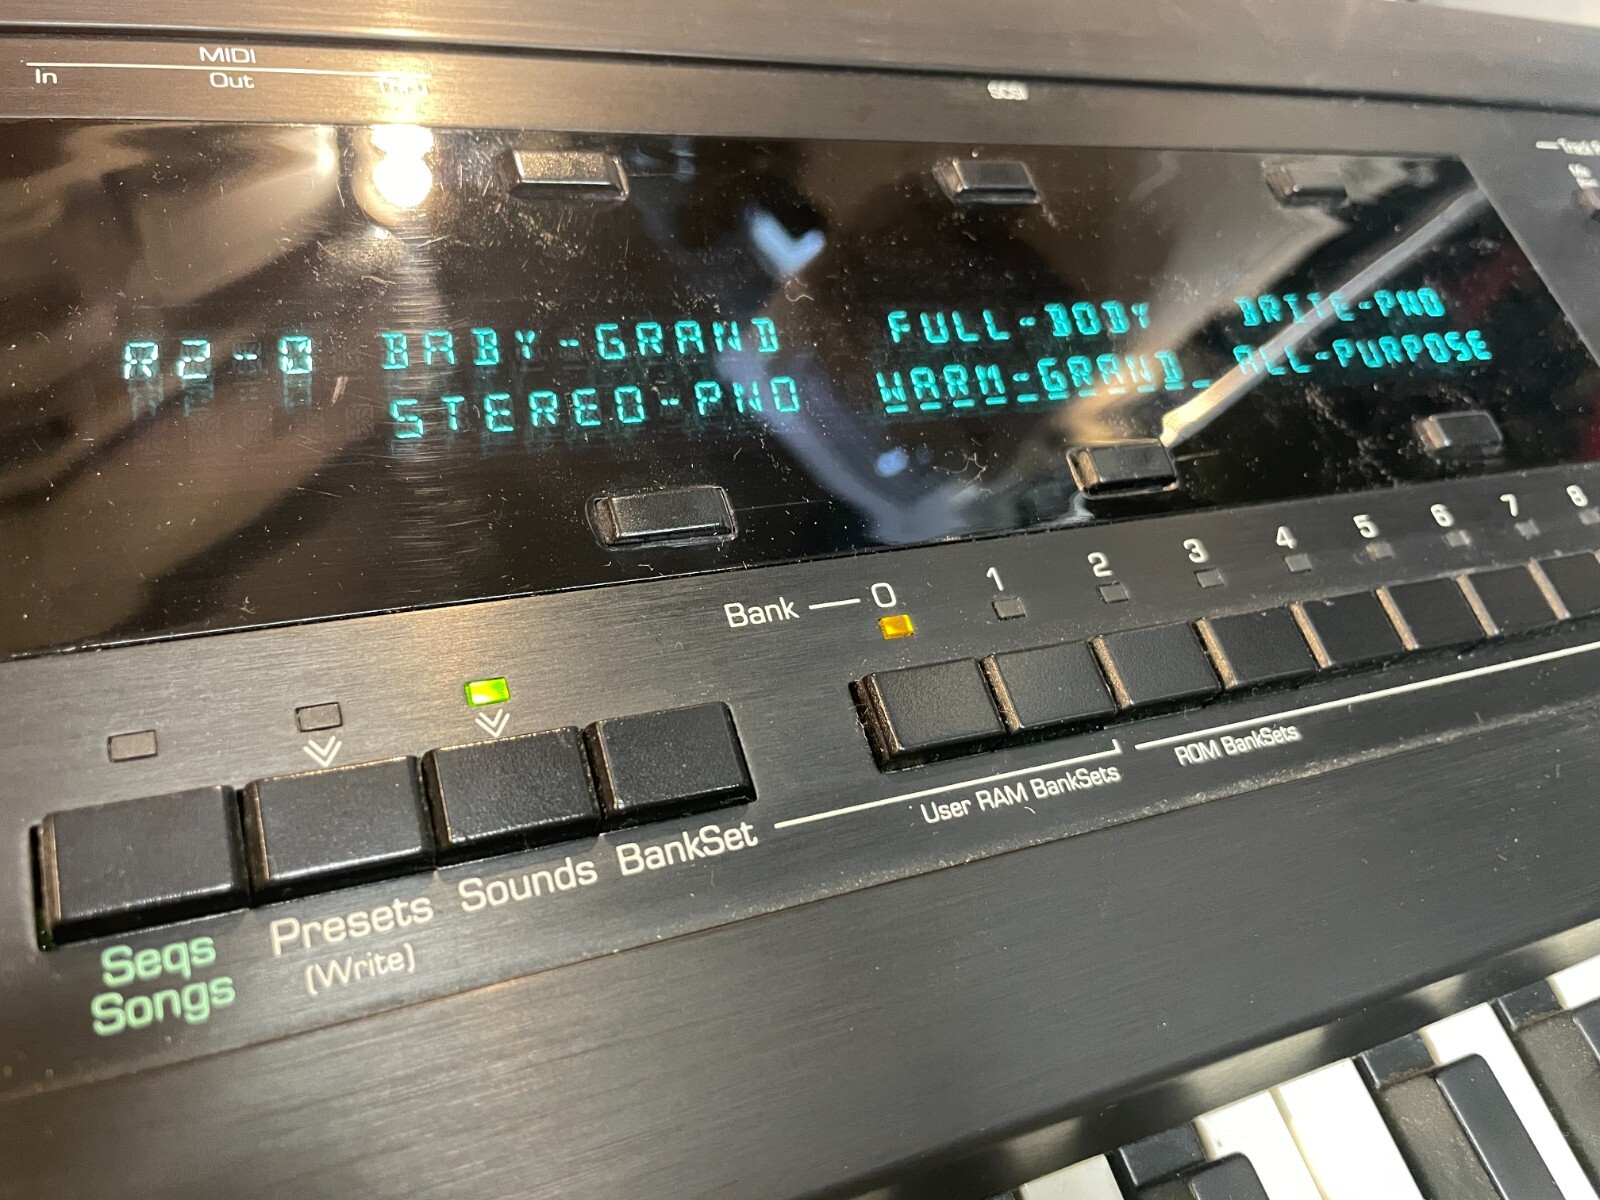 MIDI
In Out Thru
SCSI
R2-0 BABY-GRAND FULL-BODY BRITE-PNO
STEREO-PNO WARM-GRAND ALL-PURPOSE
Bank 0 1 2 3 4 5 6 7 8
User RAM BankSets
ROM BankSets
Seqs
Songs
Presets
(Write)
Sounds
BankSet